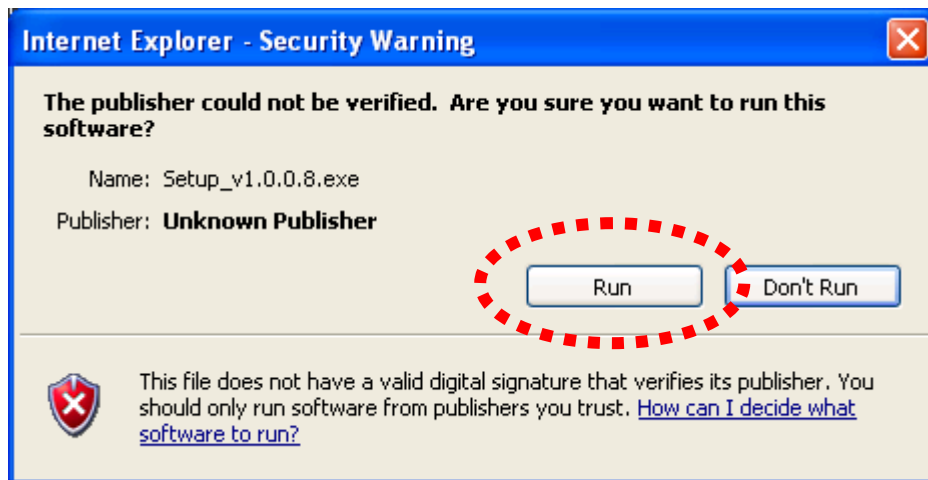 Internet Explorer - Security Warning
The publisher could not be verified. Are you sure you want to run this
software?
Name: Setup_v1.0.0.8.exe
Publisher: Unknown Publisher
Run Don't Run
This file does not have a valid digital signature that verifies its publisher. You
should only run software from publishers you trust. How can I decide what
software to run?